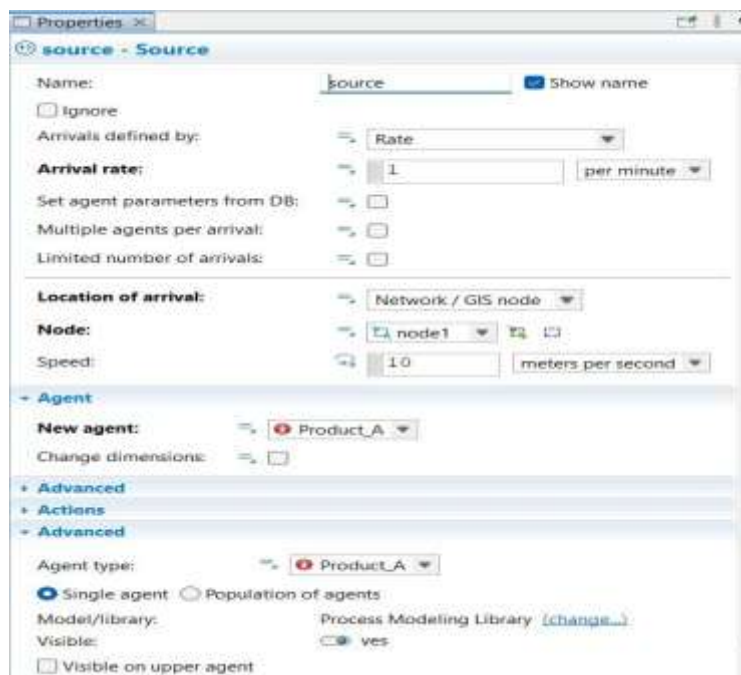 Properties
source - Source
Name: source Show name
Ignore
Arrivals defined by: Rate
Arrival rate: 1 per minute
Set agent parameters from DB:
Multiple agents per arrival:
Limited number of arrivals:
Location of arrival: Network / GIS node
Node: node1
Speed: 10 meters per second
Agent
New agent: Product_A
Change dimensions:
Advanced
Actions
Advanced
Agent type: Product_A
Single agent Population of agents
Model/library: Process Modeling Library (change...)
Visible: yes
Visible on upper agent